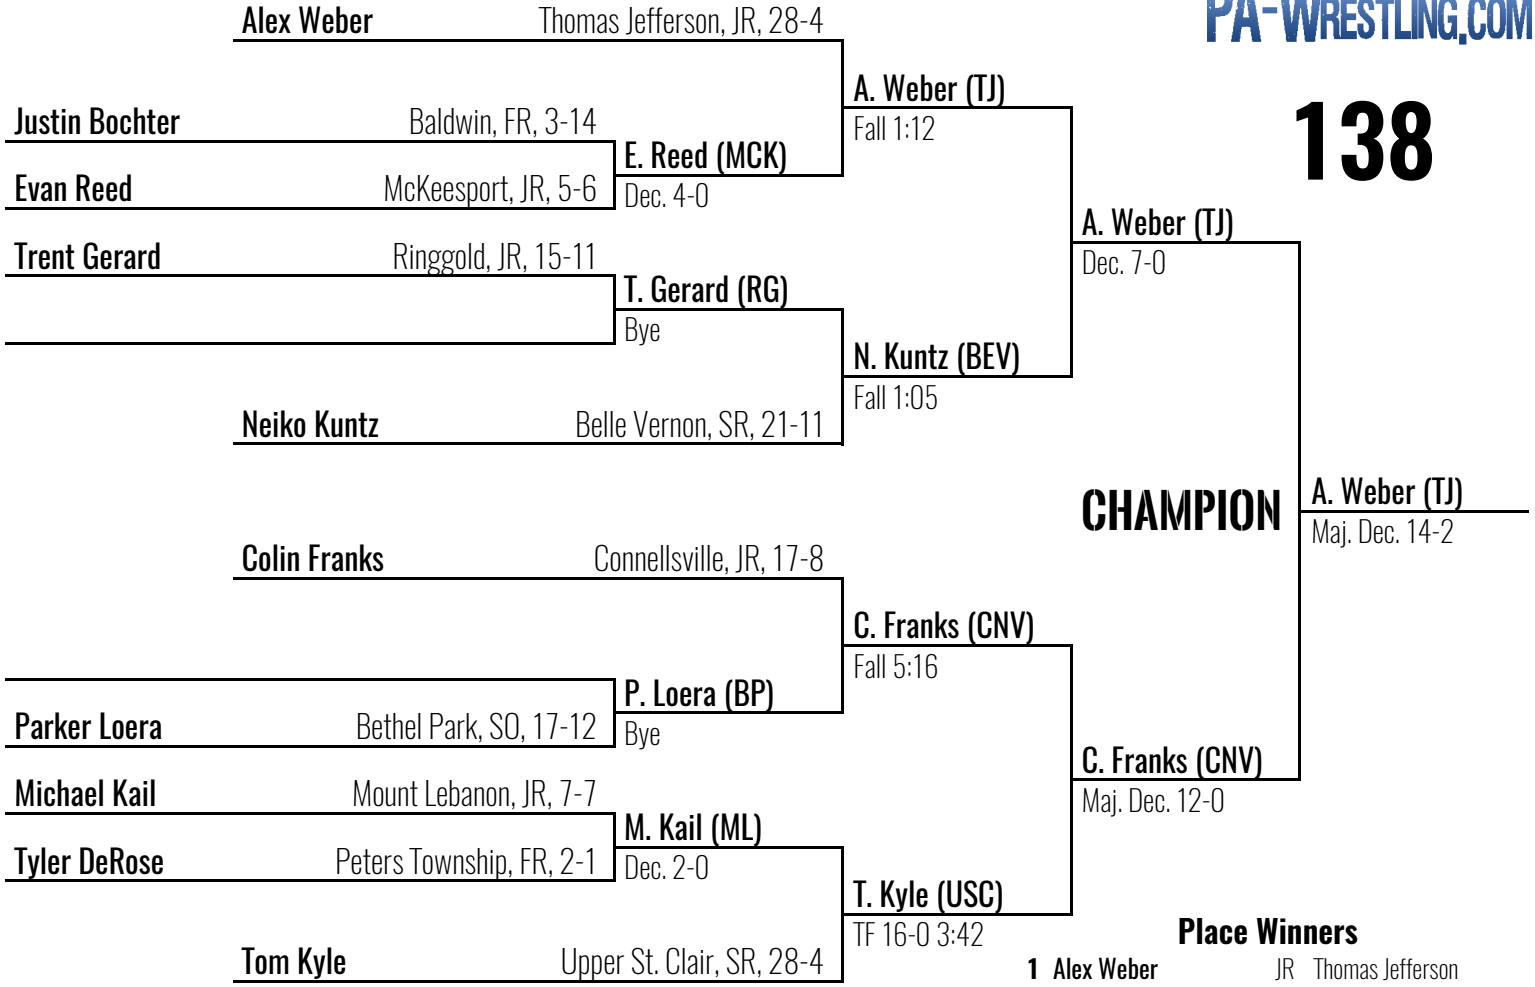 PA-WRESTLING.COM
138
Alex Weber Thomas Jefferson, JR, 28-4
A. Weber (TJ)
Fall 1:12
Justin Bochter Baldwin, FR, 3-14
E. Reed (MCK)
Dec. 4-0
Evan Reed McKeesport, JR, 5-6
A. Weber (TJ)
Dec. 7-0
Trent Gerard Ringgold, JR, 15-11
T. Gerard (RG)
Bye
N. Kuntz (BEV)
Fall 1:05
Neiko Kuntz Belle Vernon, SR, 21-11
CHAMPION
A. Weber (TJ)
Maj. Dec. 14-2
Colin Franks Connellsville, JR, 17-8
C. Franks (CNV)
Fall 5:16
P. Loera (BP)
Bye
Parker Loera Bethel Park, SO, 17-12
C. Franks (CNV)
Maj. Dec. 12-0
Michael Kail Mount Lebanon, JR, 7-7
M. Kail (ML)
Dec. 2-0
Tyler DeRose Peters Township, FR, 2-1
T. Kyle (USC)
TF 16-0 3:42
Tom Kyle Upper St. Clair, SR, 28-4
Place Winners
1 Alex Weber JR Thomas Jefferson